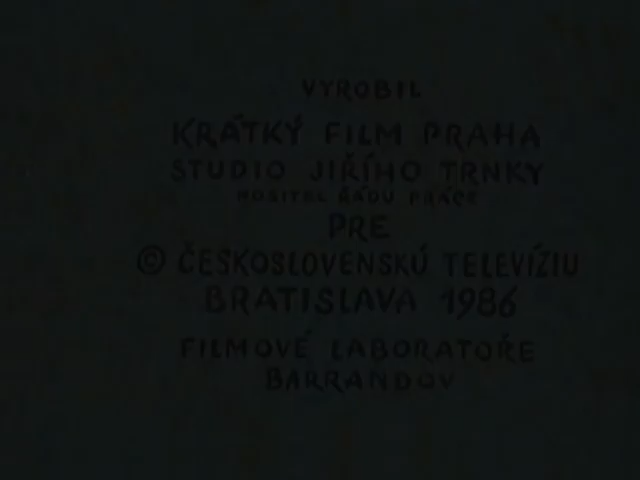 VYROBIL
KRÁTKÝ FILM PRAHA
STUDIO JIŘÍHO TRNKY
NOSITEL ŘÁDU PRÁCE
PRE
© ČESKOSLOVENSKÚ TELEVÍZIU
BRATISLAVA 1986
FILMOVÉ LABORATOŘE
BARRANDOV